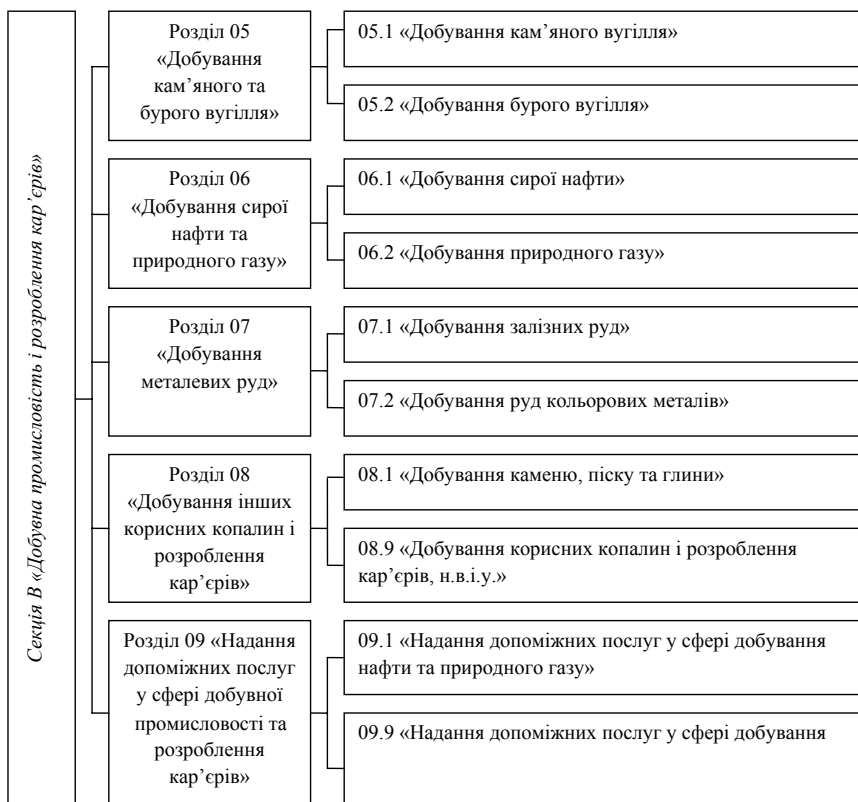 Секція В «Добувна промисловість і розроблення кар’єрів»
Розділ 05
«Добування
кам’яного та
бурого вугілля»
05.1 «Добування кам’яного вугілля»
05.2 «Добування бурого вугілля»
Розділ 06
«Добування сирої
нафти та
природного газу»
06.1 «Добування сирої нафти»
06.2 «Добування природного газу»
Розділ 07
«Добування
металевих руд»
07.1 «Добування залізних руд»
07.2 «Добування руд кольорових металів»
Розділ 08
«Добування інших
корисних копалин і
розроблення
кар’єрів»
08.1 «Добування каменю, піску та глини»
08.9 «Добування корисних копалин і розроблення
кар’єрів, н.в.і.у.»
Розділ 09 «Надання
допоміжних послуг
у сфері добувної
промисловості та
розроблення
кар’єрів»
09.1 «Надання допоміжних послуг у сфері добування
нафти та природного газу»
09.9 «Надання допоміжних послуг у сфері добування